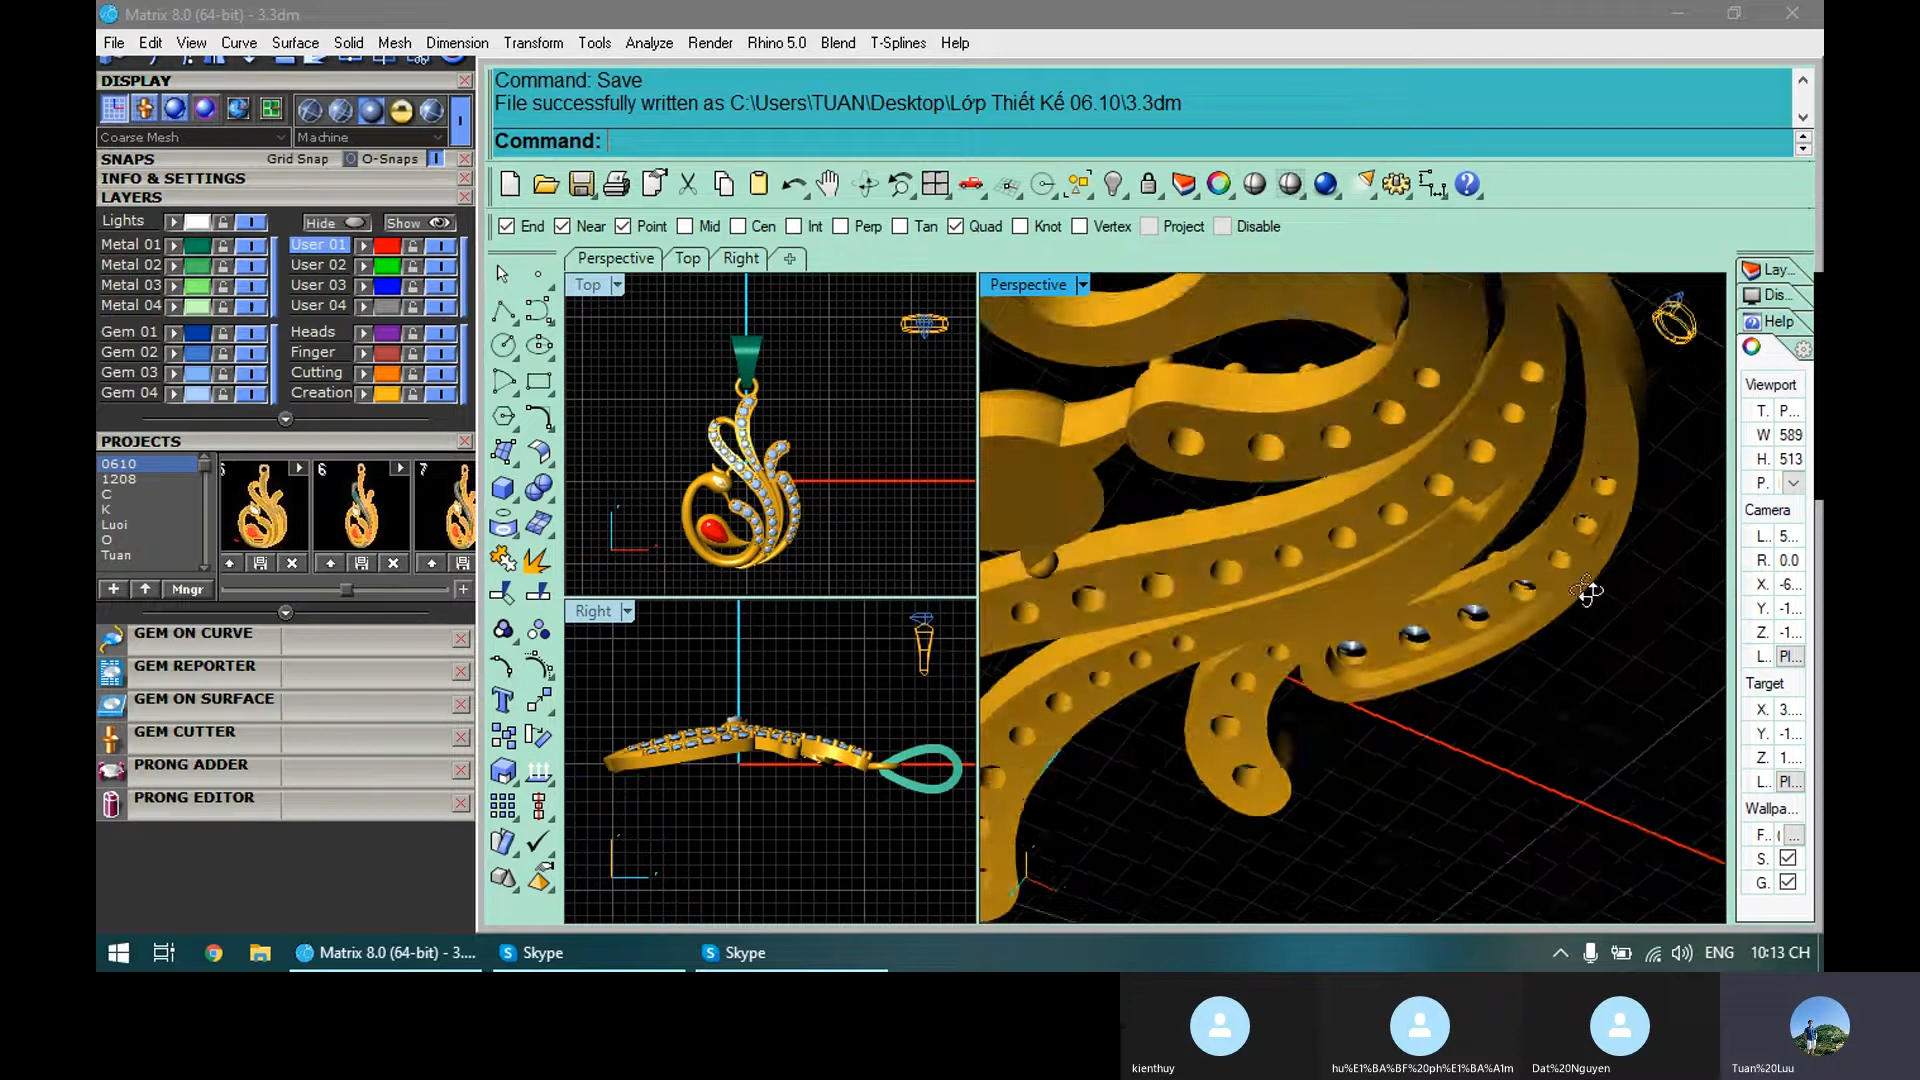 Matrix 8.0 (64-bit) - 3.3dm
File Edit View Curve Surface Solid Mesh Dimension Transform Tools Analyze Render Rhino 5.0 Blend T-Splines Help
DISPLAY
Coarse Mesh
Machine
SNAPS Grid Snap O-Snaps
INFO & SETTINGS
LAYERS
Lights Hide Show
Metal 01 User 01
Metal 02 User 02
Metal 03 User 03
Metal 04 User 04
Gem 01 Heads
Gem 02 Finger
Gem 03 Cutting
Gem 04 Creation
PROJECTS
0610
1208
C
K
Luoi
O
Tuan
6
7
Mngr
GEM ON CURVE
GEM REPORTER
GEM ON SURFACE
GEM CUTTER
PRONG ADDER
PRONG EDITOR
Command: Save
File successfully written as C:\Users\TUAN\Desktop\Lớp Thiết Kế 06.10\3.3dm
Command:
End Near Point Mid Cen Int Perp Tan Quad Knot Vertex Project Disable
Perspective Top Right
Top
Right
Perspective
Lay...
Dis...
Help
Viewport
T. P...
W 589
H. 513
P.
Camera
L.. 5...
R. 0.0
X. -6...
Y. -1...
Z. -1...
L.. Pl...
Target
X. 3....
Y. -1...
Z. 1....
L.. Pl...
Wallpa...
F.. ...
S.
G.
Matrix 8.0 (64-bit) - 3....
Skype
Skype
ENG
10:13 CH
kienthuy
hu%E1%BA%BF%20ph%E1%BA%A1m
Dat%20Nguyen
Tuan%20Luu